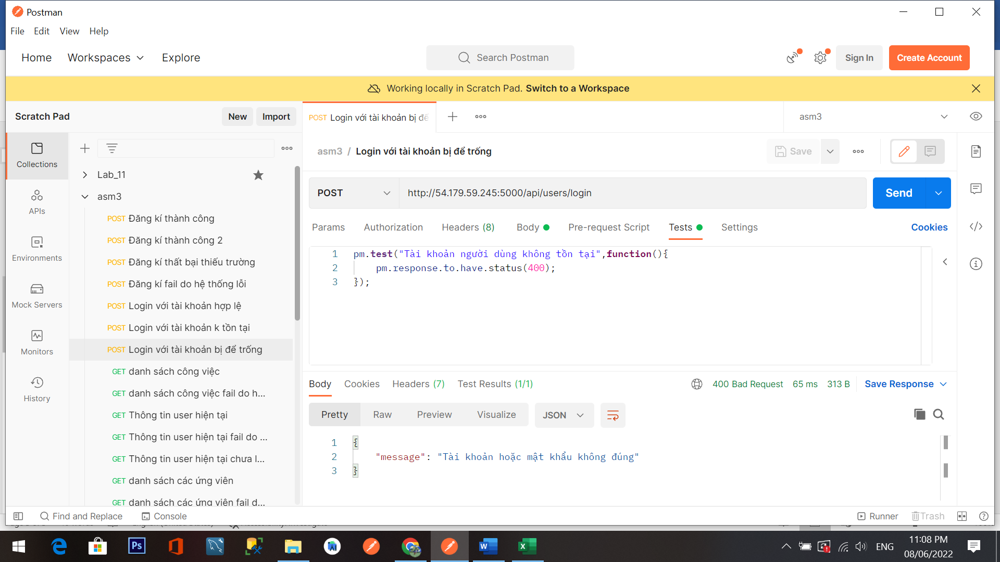 Postman
File Edit View Help
Home Workspaces Explore
Search Postman
Sign In
Create Account
Working locally in Scratch Pad. Switch to a Workspace
Scratch Pad
New Import
POST Login với tài khoản bị để
asm3
Collections
APIs
Environments
Mock Servers
Monitors
History
Lab_11
asm3
POST Đăng kí thành công
POST Đăng kí thành công 2
POST Đăng kí thất bại thiếu trường
POST Đăng kí fail do hệ thống lỗi
POST Login với tài khoản hợp lệ
POST Login với tài khoản k tồn tại
POST Login với tài khoản bị để trống
GET danh sách công việc
GET danh sách công việc fail do h...
GET Thông tin user hiện tại
GET Thông tin user hiện tại fail do ...
GET Thông tin user hiện tại chưa l...
GET danh sách các ứng viên
GET danh sách các ứng viên fail d...
asm3 / Login với tài khoản bị để trống
Save
POST http://54.179.59.245:5000/api/users/login
Send
Params Authorization Headers (8) Body Pre-request Script Tests Settings Cookies
1 pm.test("Tài khoản người dùng không tồn tại",function(){
2 pm.response.to.have.status(400);
3 });
Body Cookies Headers (7) Test Results (1/1)
400 Bad Request 65 ms 313 B Save Response
Pretty Raw Preview Visualize JSON
1 {
2 "message": "Tài khoản hoặc mật khẩu không đúng"
3 }
Find and Replace Console
Runner Trash
Ps
ENG
11:08 PM
08/06/2022